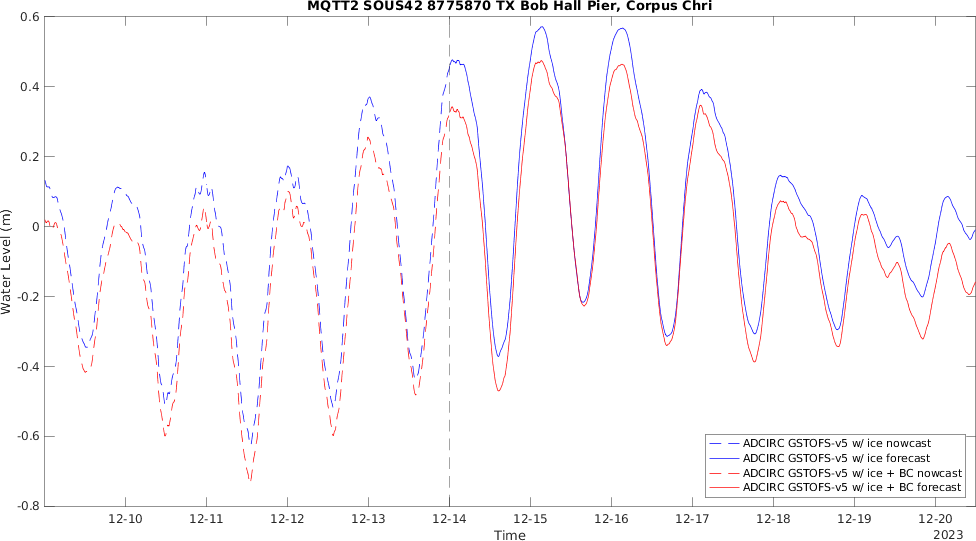 MQTT2 SOUS42 8775870 TX Bob Hall Pier, Corpus Chri
0.6
0.4
0.2
0
-0.2
-0.4
-0.6
-0.8
Water Level (m)
12-10 12-11 12-12 12-13 12-14 12-15 12-16 12-17 12-18 12-19 12-20
Time
2023
ADCIRC GSTOFS-v5 w/ ice nowcast
ADCIRC GSTOFS-v5 w/ ice forecast
ADCIRC GSTOFS-v5 w/ ice + BC nowcast
ADCIRC GSTOFS-v5 w/ ice + BC forecast